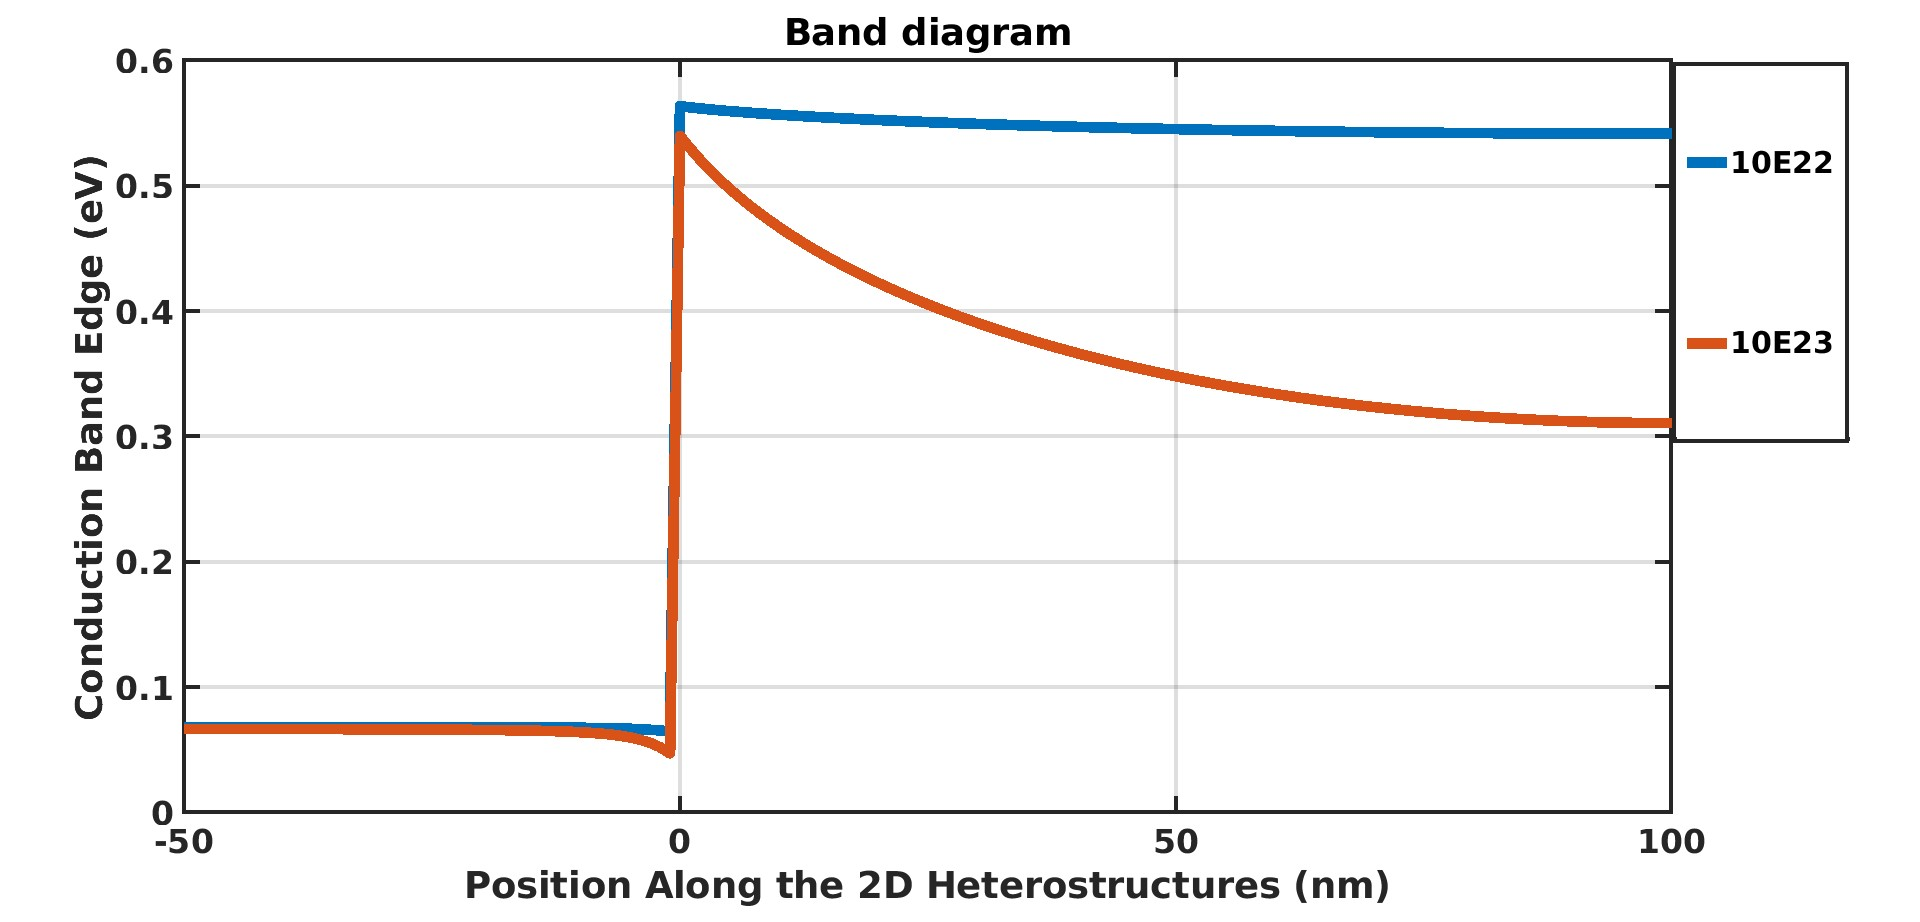 Band diagram
0.6
0.5
0.4
0.3
0.2
0.1
0
Conduction Band Edge (eV)
-50 0 50 100
Position Along the 2D Heterostructures (nm)
10E22
10E23